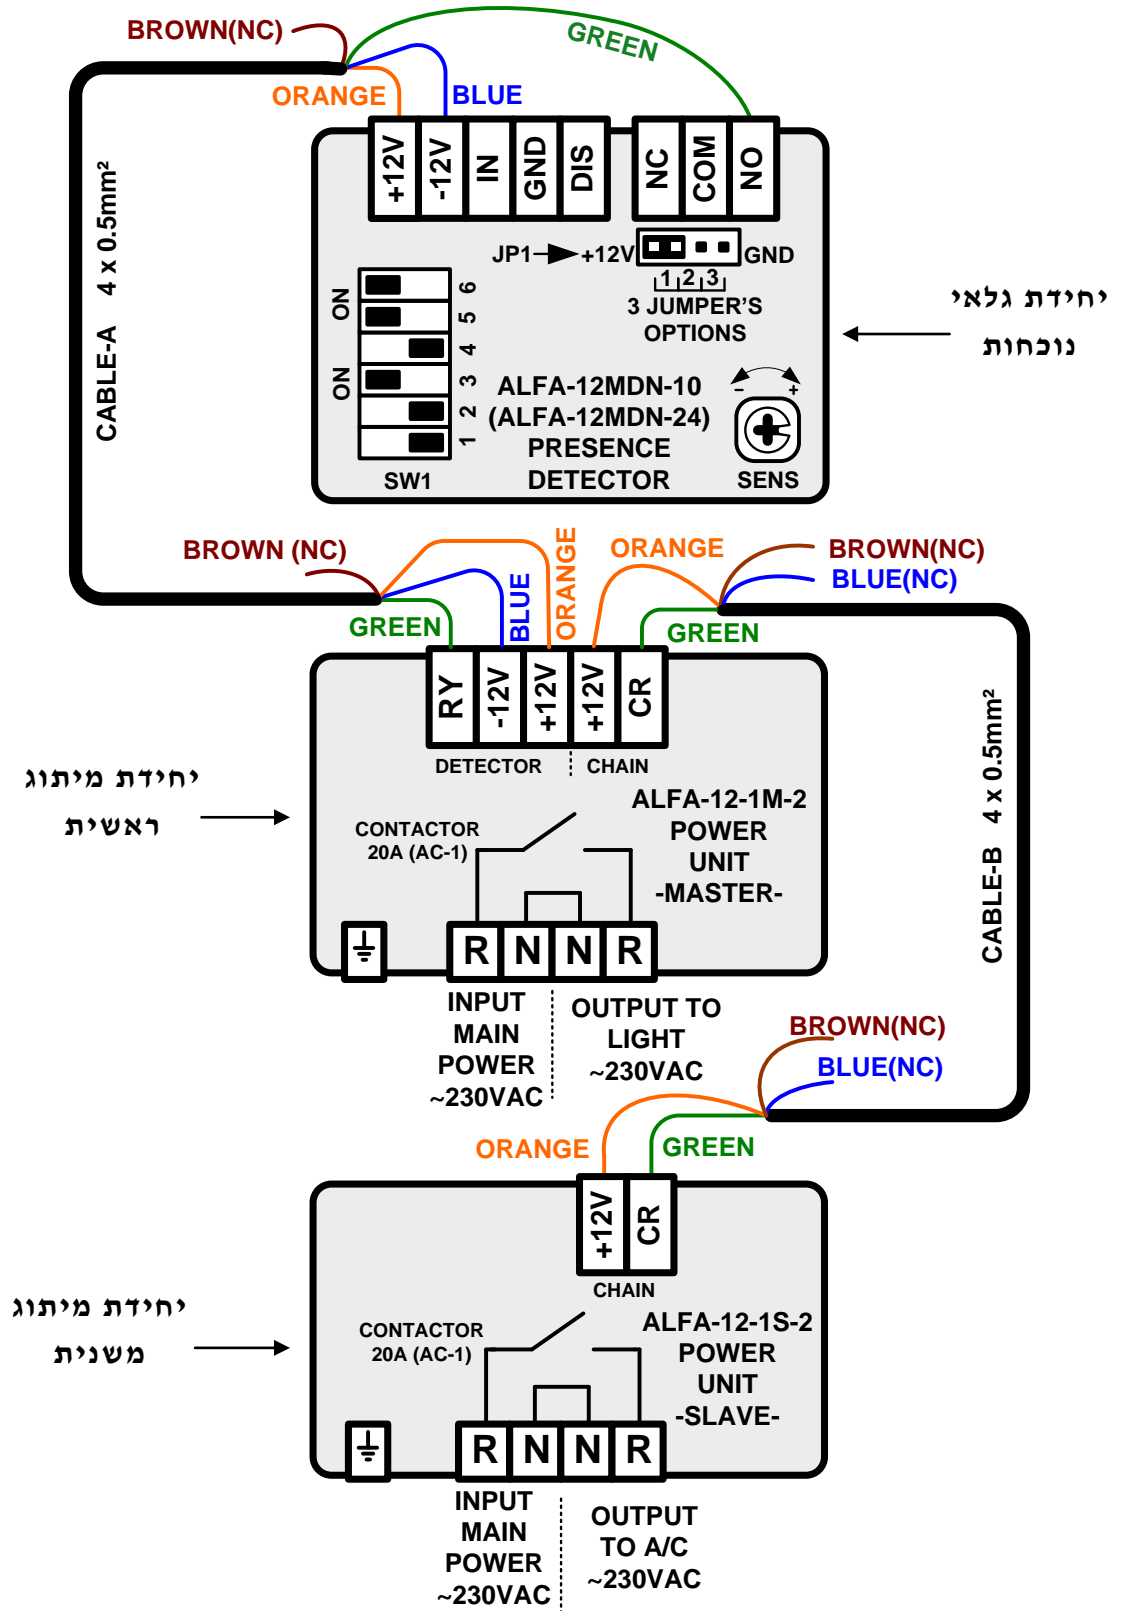 BROWN(NC)
GREEN
ORANGE
BLUE
+12V
-12V
IN
GND
DIS
NC
COM
NO
JP1
+12V
GND
1 2 3
3 JUMPER'S
OPTIONS
ON
ON
6
5
4
3
2
1
SW1
ALFA-12MDN-10
(ALFA-12MDN-24)
PRESENCE
DETECTOR
- +
SENS
יחידת גלאי
נוכחות
CABLE-A 4 x 0.5mm²
BROWN (NC)
GREEN
BLUE
ORANGE
ORANGE
GREEN
BROWN(NC)
BLUE(NC)
RY
-12V
+12V
+12V
CR
DETECTOR
CHAIN
CONTACTOR
20A (AC-1)
ALFA-12-1M-2
POWER
UNIT
-MASTER-
R N N R
INPUT
MAIN
POWER
~230VAC
OUTPUT TO
LIGHT
~230VAC
יחידת מיתוג
ראשית
CABLE-B 4 x 0.5mm²
BROWN(NC)
BLUE(NC)
ORANGE
GREEN
+12V
CR
CHAIN
CONTACTOR
20A (AC-1)
ALFA-12-1S-2
POWER
UNIT
-SLAVE-
R N N R
INPUT
MAIN
POWER
~230VAC
OUTPUT
TO A/C
~230VAC
יחידת מיתוג
משנית